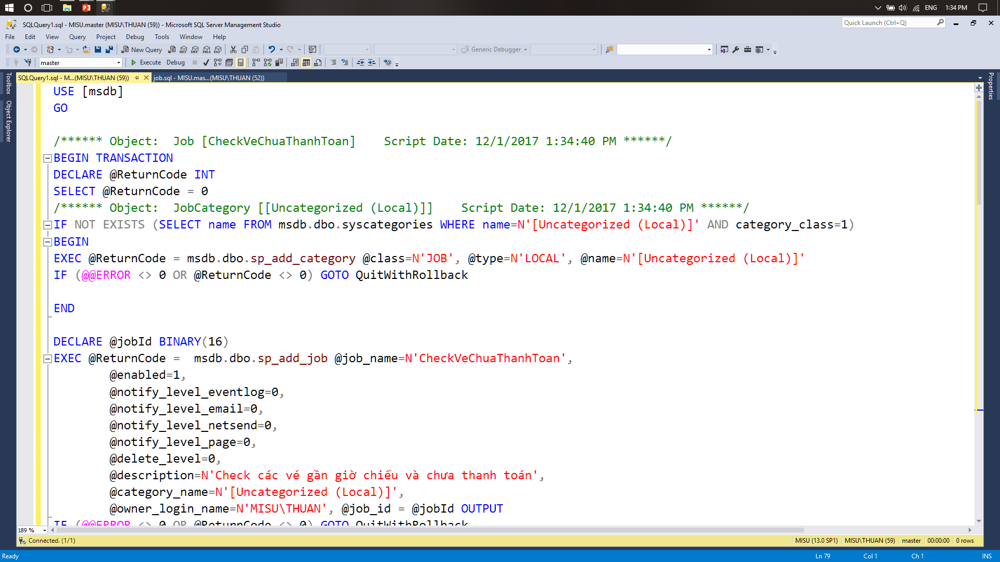 ENG 1:34 PM
SQLQuery1.sql - MISU.master (MISU\THUAN (59)) - Microsoft SQL Server Management Studio
Quick Launch (Ctrl+Q)
File Edit View Query Project Debug Tools Window Help
New Query MDX DMX XMLA DAX Generic Debugger
master Execute Debug
SQLQuery1.sql - M...(MISU\THUAN (59)) job.sql - MISU.mas...(MISU\THUAN (52))
Toolbox
Object Explorer
Properties
USE [msdb]
GO
/****** Object:  Job [CheckVeChuaThanhToan]    Script Date: 12/1/2017 1:34:40 PM ******/
BEGIN TRANSACTION
DECLARE @ReturnCode INT
SELECT @ReturnCode = 0
/****** Object:  JobCategory [[Uncategorized (Local)]]    Script Date: 12/1/2017 1:34:40 PM ******/
IF NOT EXISTS (SELECT name FROM msdb.dbo.syscategories WHERE name=N'[Uncategorized (Local)]' AND category_class=1)
BEGIN
EXEC @ReturnCode = msdb.dbo.sp_add_category @class=N'JOB', @type=N'LOCAL', @name=N'[Uncategorized (Local)]'
IF (@@ERROR <> 0 OR @ReturnCode <> 0) GOTO QuitWithRollback
END
DECLARE @jobId BINARY(16)
EXEC @ReturnCode =  msdb.dbo.sp_add_job @job_name=N'CheckVeChuaThanhToan',
@enabled=1,
@notify_level_eventlog=0,
@notify_level_email=0,
@notify_level_netsend=0,
@notify_level_page=0,
@delete_level=0,
@description=N'Check các vé gần giờ chiếu và chưa thanh toán',
@category_name=N'[Uncategorized (Local)]',
@owner_login_name=N'MISU\THUAN', @job_id = @jobId OUTPUT
IF (@@ERROR <> 0 OR @ReturnCode <> 0) GOTO QuitWithRollback
189 %
Connected. (1/1) MISU (13.0 SP1) MISU\THUAN (59) master 00:00:00 0 rows
Ready Ln 79 Col 1 Ch 1 INS